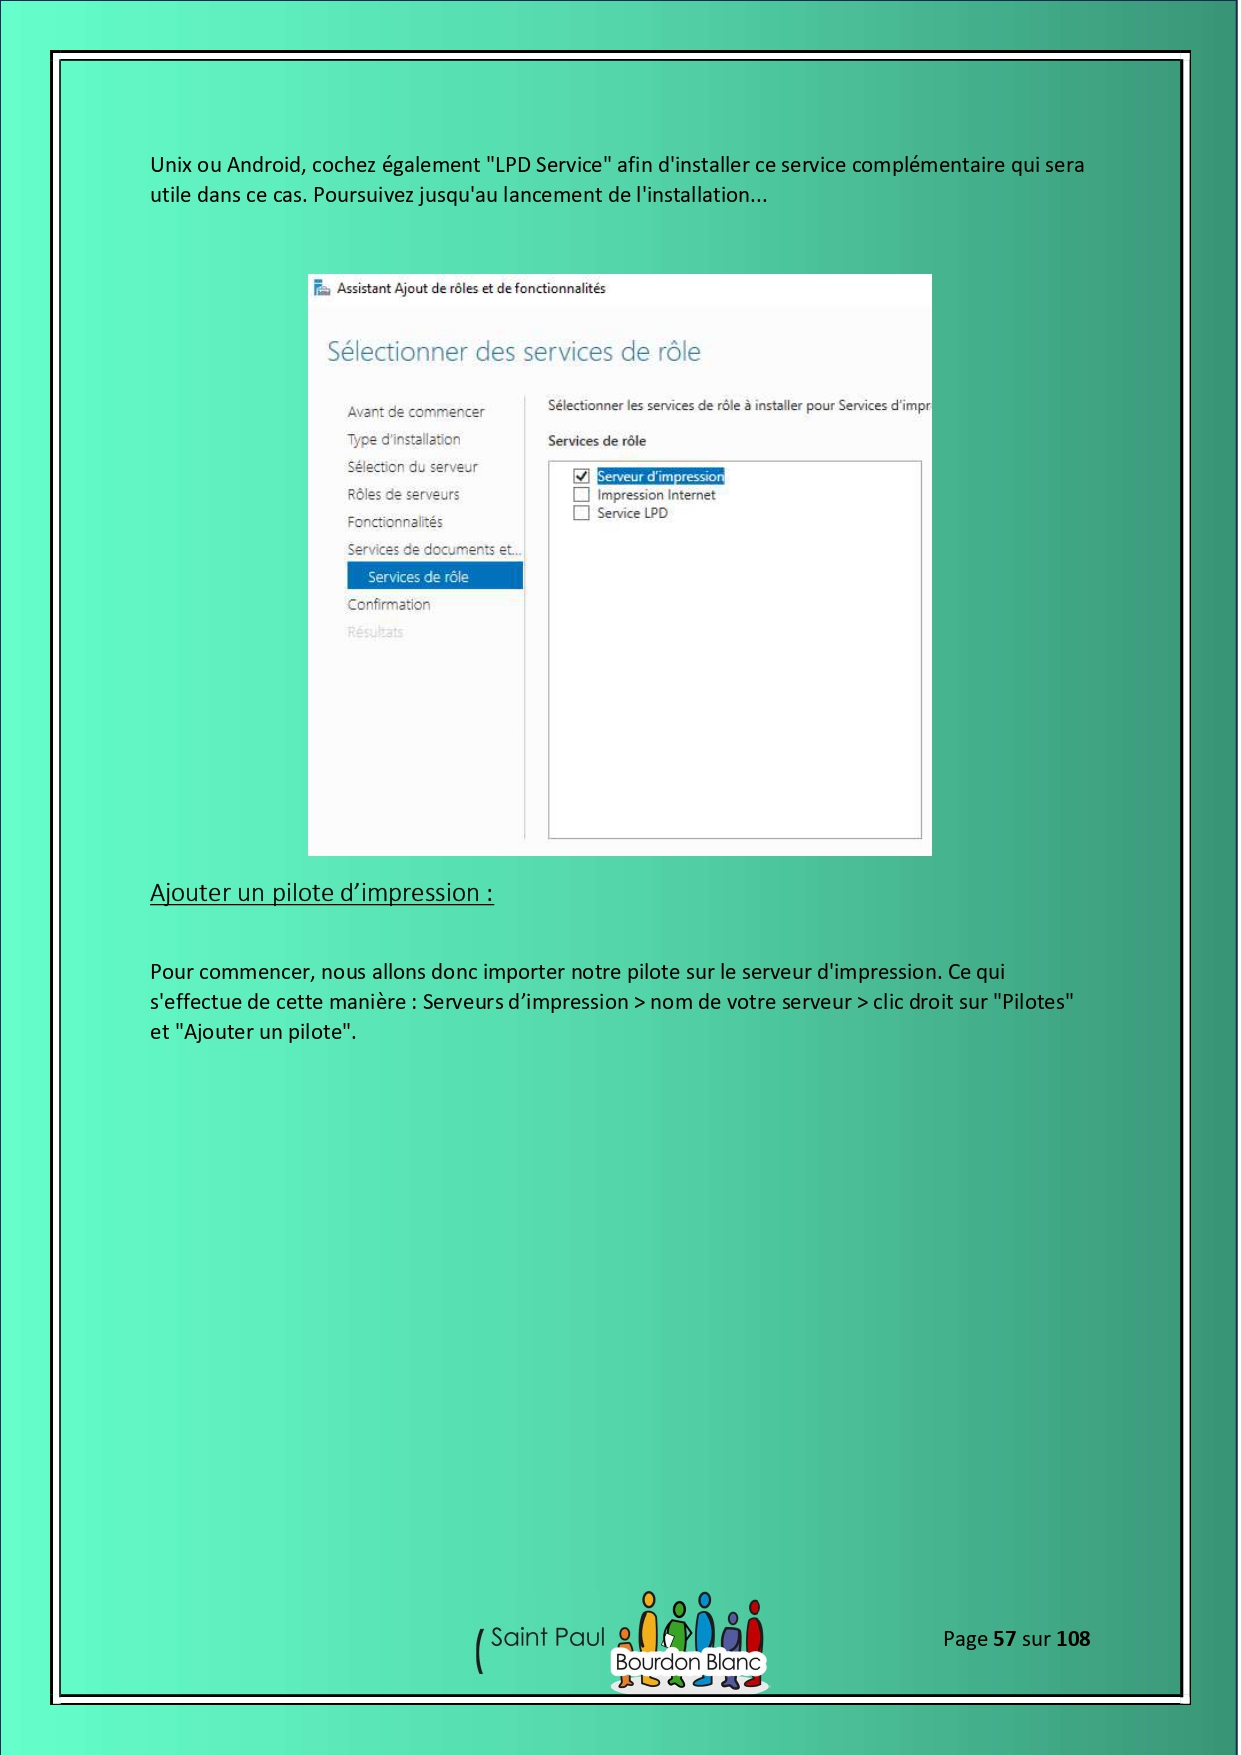 Unix ou Android, cochez également "LPD Service" afin d'installer ce service complémentaire qui sera
utile dans ce cas. Poursuivez jusqu'au lancement de l'installation...
Assistant Ajout de rôles et de fonctionnalités
Sélectionner des services de rôle
Avant de commencer
Type d'installation
Sélection du serveur
Rôles de serveurs
Fonctionnalités
Services de documents et...
Services de rôle
Confirmation
Résultats
Sélectionner les services de rôle à installer pour Services d'impr
Services de rôle
Serveur d'impression
Impression Internet
Service LPD
Ajouter un pilote d’impression :
Pour commencer, nous allons donc importer notre pilote sur le serveur d'impression. Ce qui
s'effectue de cette manière : Serveurs d’impression > nom de votre serveur > clic droit sur "Pilotes"
et "Ajouter un pilote".
Saint Paul
Bourdon Blanc
Page 57 sur 108